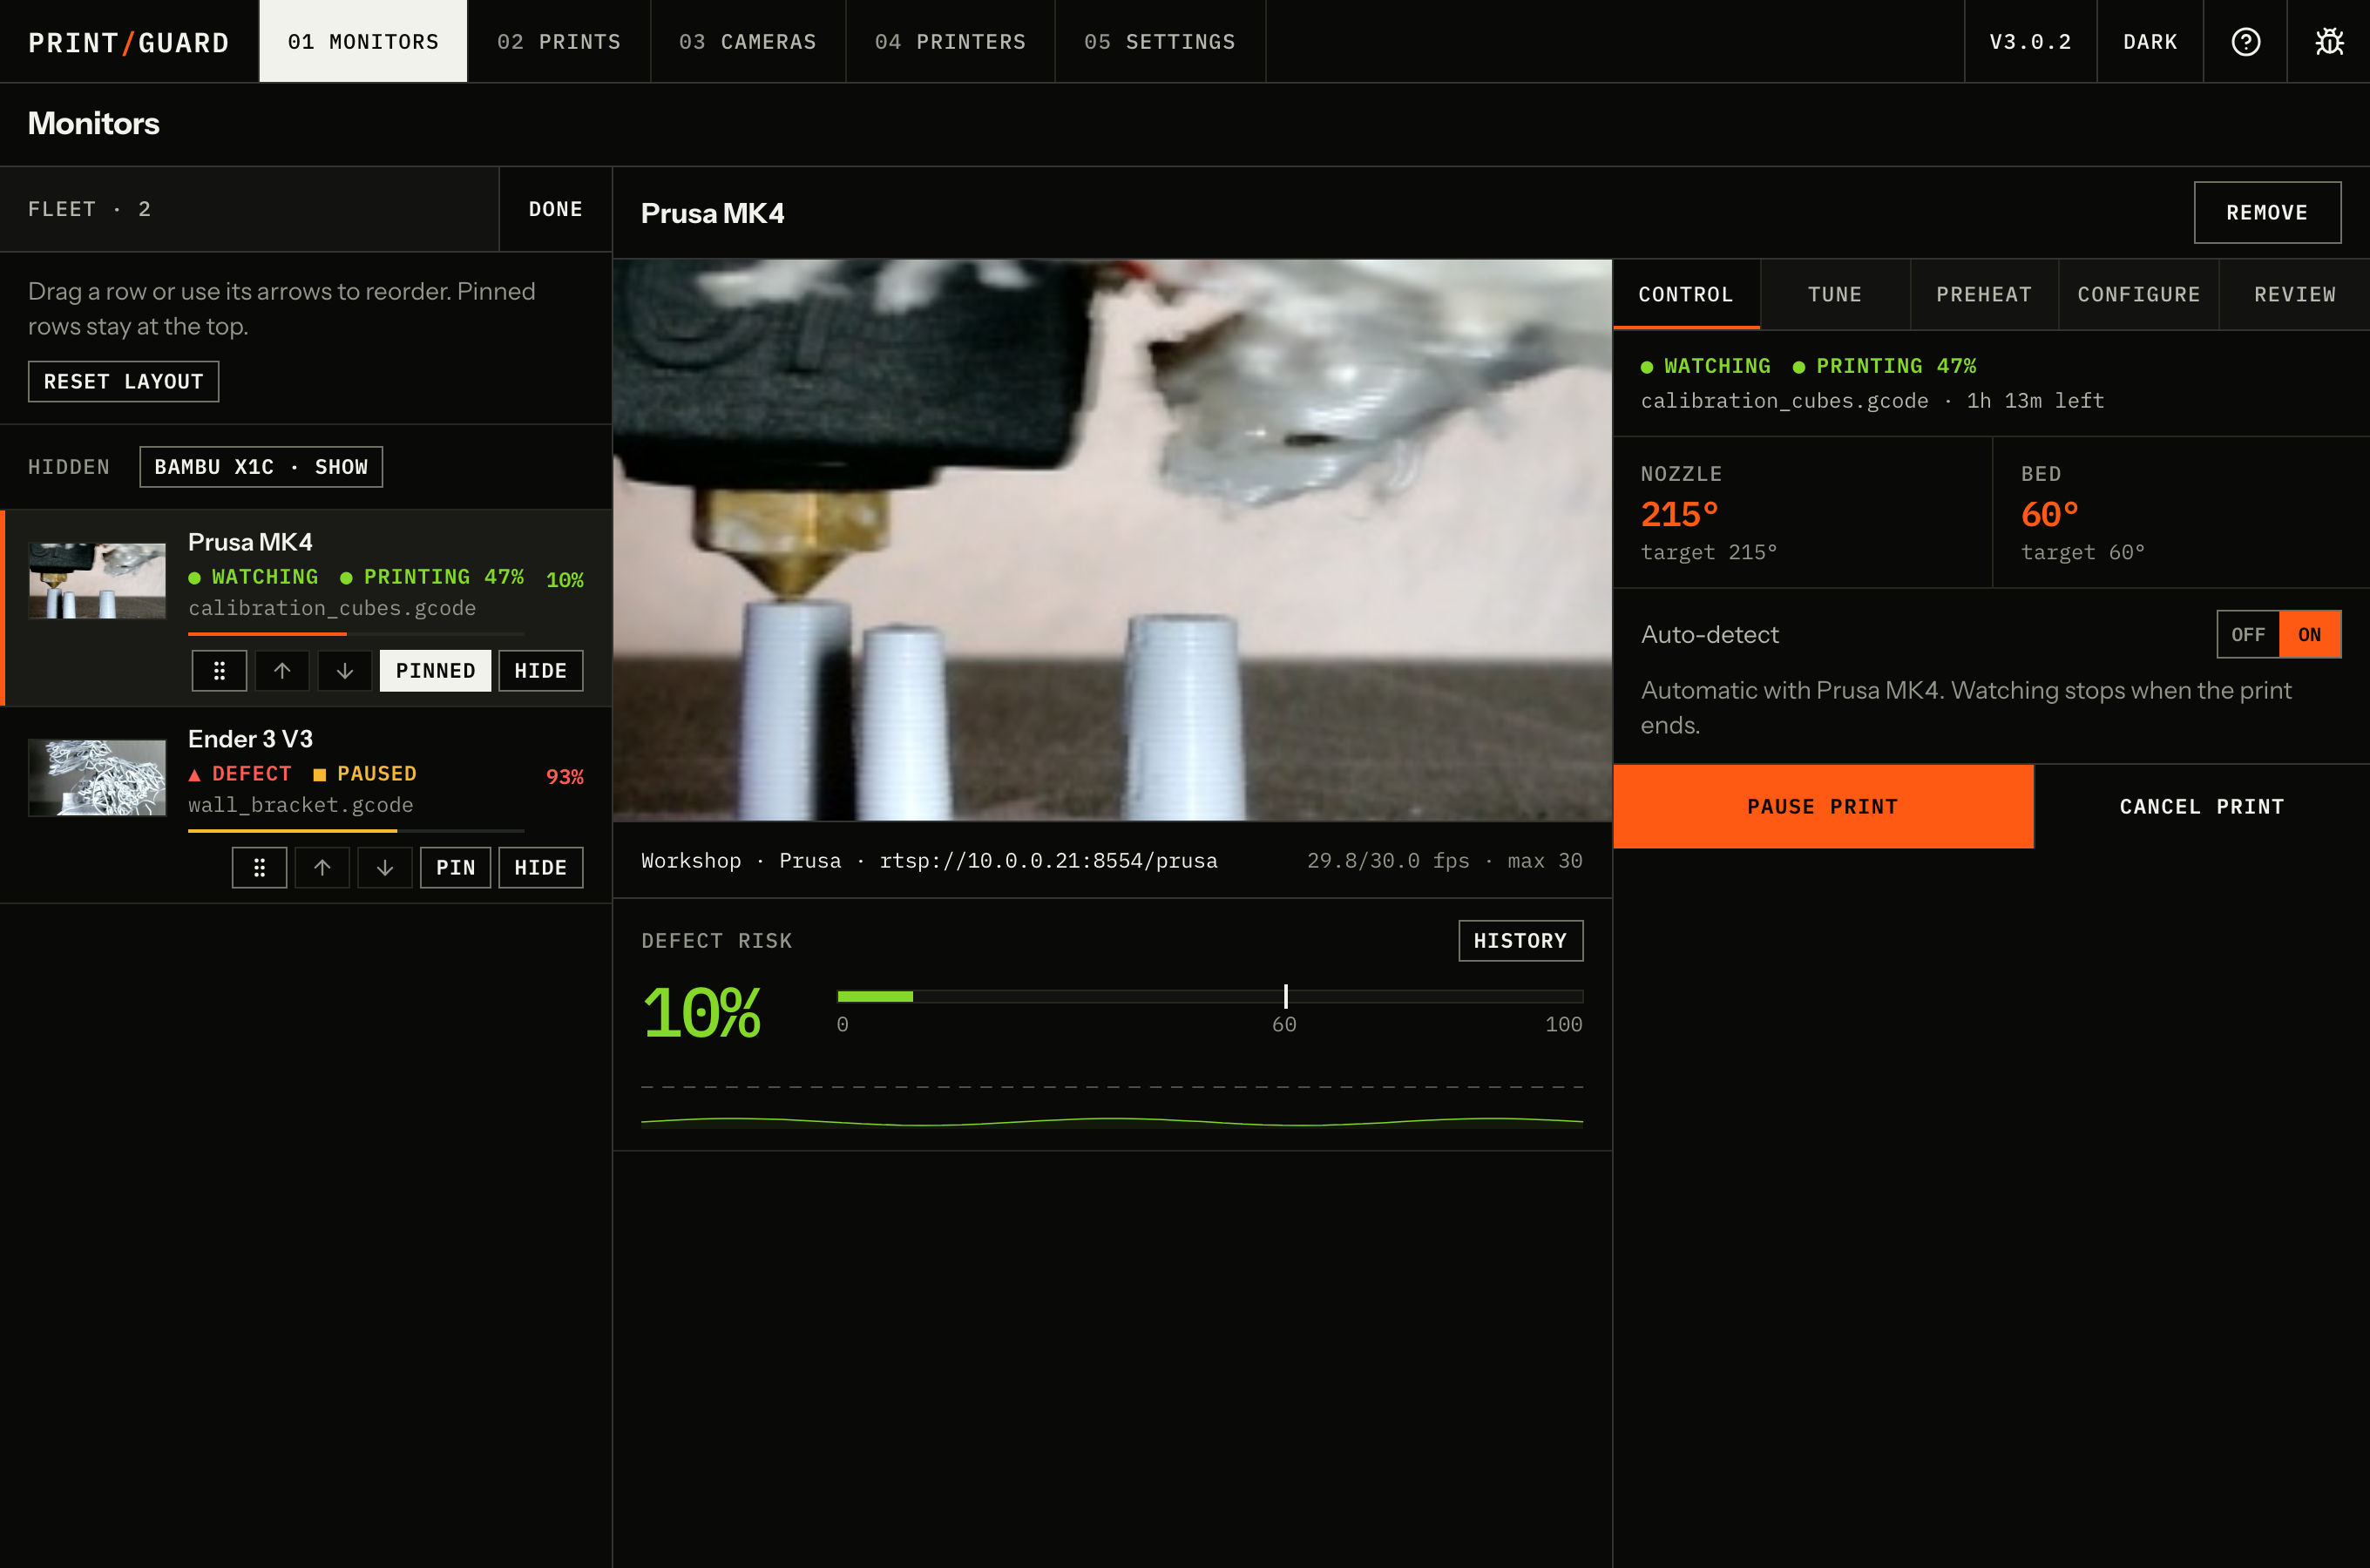 PRINT/GUARD
01 MONITORS
02 PRINTS
03 CAMERAS
04 PRINTERS
05 SETTINGS
V3.0.2
DARK
Monitors
FLEET · 2
DONE
Drag a row or use its arrows to reorder. Pinned
rows stay at the top.
RESET LAYOUT
HIDDEN
BAMBU X1C · SHOW
Prusa MK4
WATCHING PRINTING 47%
10%
calibration_cubes.gcode
PINNED
HIDE
Ender 3 V3
DEFECT PAUSED
93%
wall_bracket.gcode
PIN
HIDE
Prusa MK4
REMOVE
Workshop · Prusa · rtsp://10.0.0.21:8554/prusa
29.8/30.0 fps · max 30
DEFECT RISK
HISTORY
10%
0
60
100
CONTROL
TUNE
PREHEAT
CONFIGURE
REVIEW
WATCHING PRINTING 47%
calibration_cubes.gcode · 1h 13m left
NOZZLE
215°
target 215°
BED
60°
target 60°
Auto-detect
OFF
ON
Automatic with Prusa MK4. Watching stops when the print
ends.
PAUSE PRINT
CANCEL PRINT